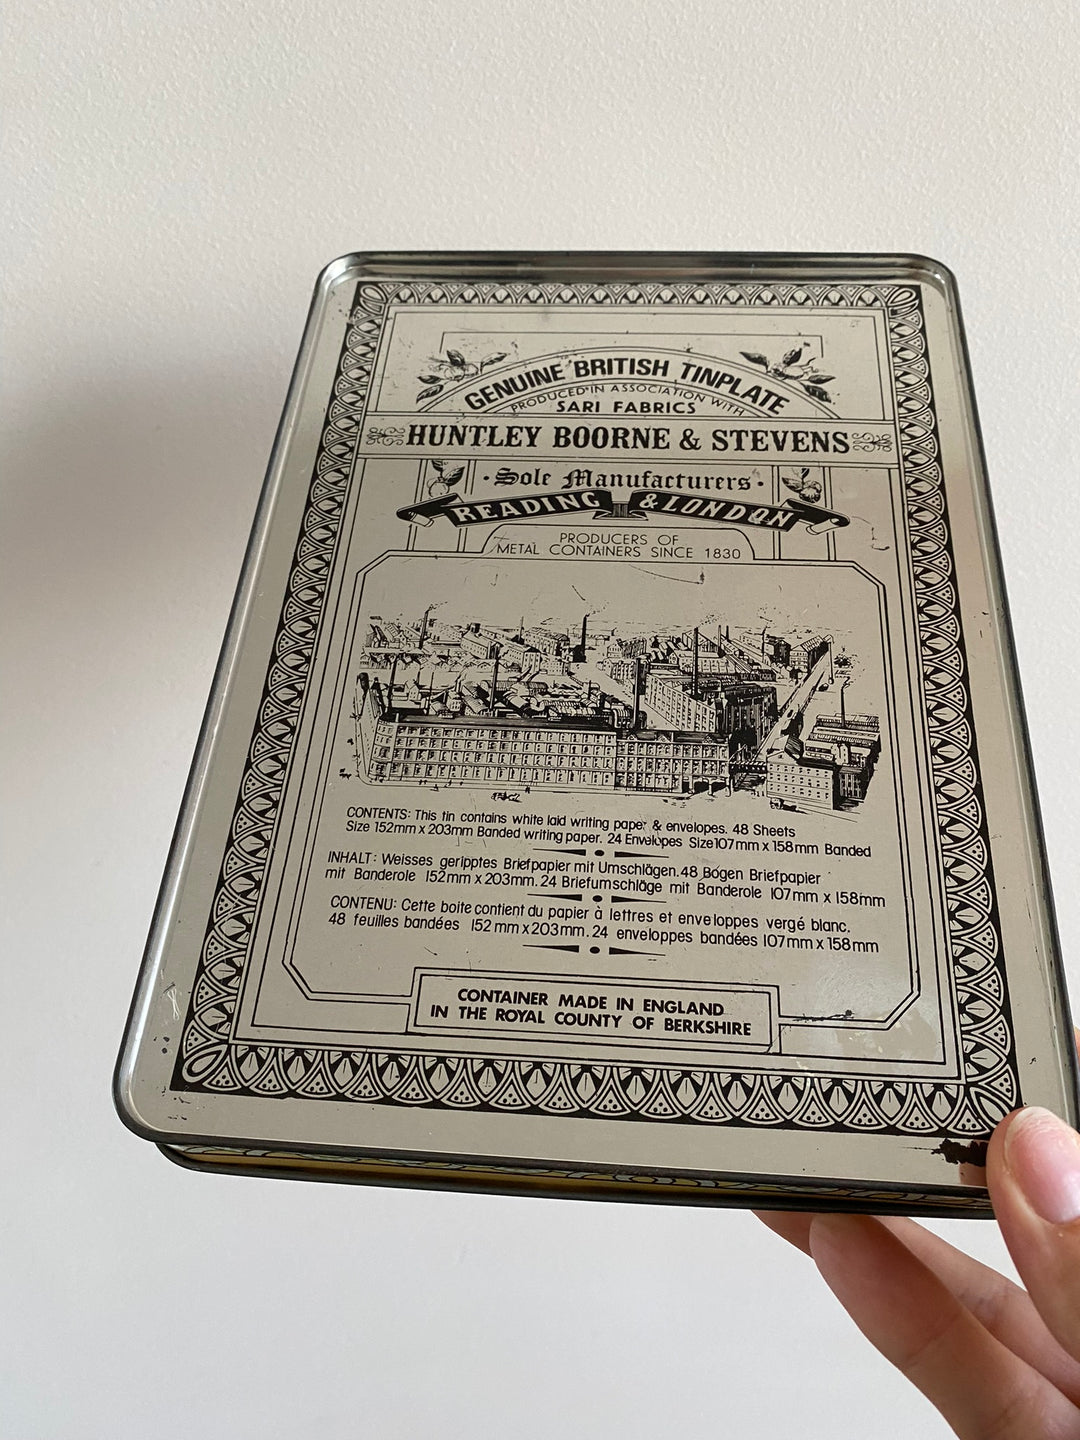 GENUINE BRITISH TINPLATE
PRODUCED IN ASSOCIATION WITH
SARI FABRICS
HUNTLEY BOORNE & STEVENS
·Sole Manufacturers·
READING & LONDON
PRODUCERS OF
METAL CONTAINERS SINCE 1830
CONTENTS: This tin contains white laid writing paper & envelopes. 48 Sheets
Size 152mm x 203mm Banded writing paper. 24 Envelopes Size 107mm x 158mm Banded
INHALT: Weisses geripptes Briefpapier mit Umschlägen. 48 Bogen Briefpapier
mit Banderole 152mm x 203mm. 24 Briefumschläge mit Banderole 107mm x 158mm
CONTENU: Cette boite contient du papier à lettres et enveloppes vergé blanc.
48 feuilles bandées 152mm x 203mm. 24 enveloppes bandées 107mm x 158mm
CONTAINER MADE IN ENGLAND
IN THE ROYAL COUNTY OF BERKSHIRE